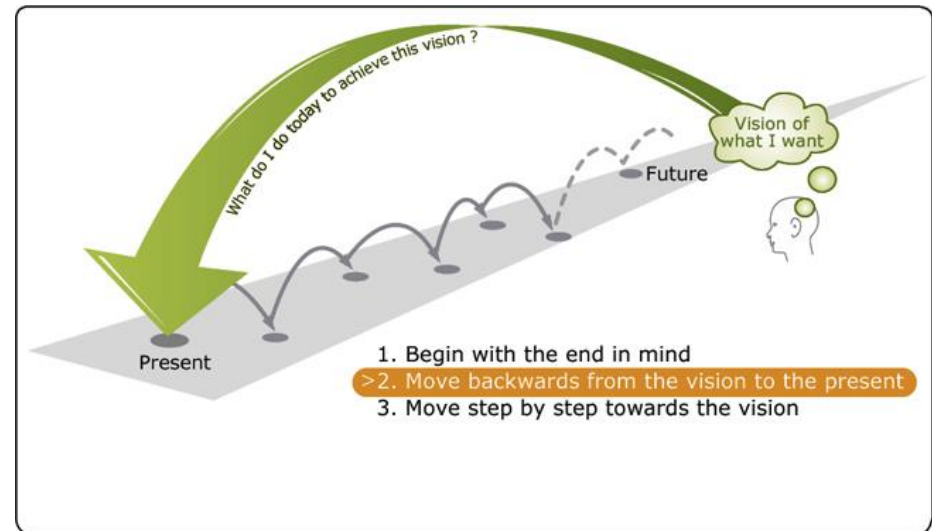 What do I do today to achieve this vision ?
Vision of
what I want
Future
Present
1. Begin with the end in mind
>2. Move backwards from the vision to the present
3. Move step by step towards the vision